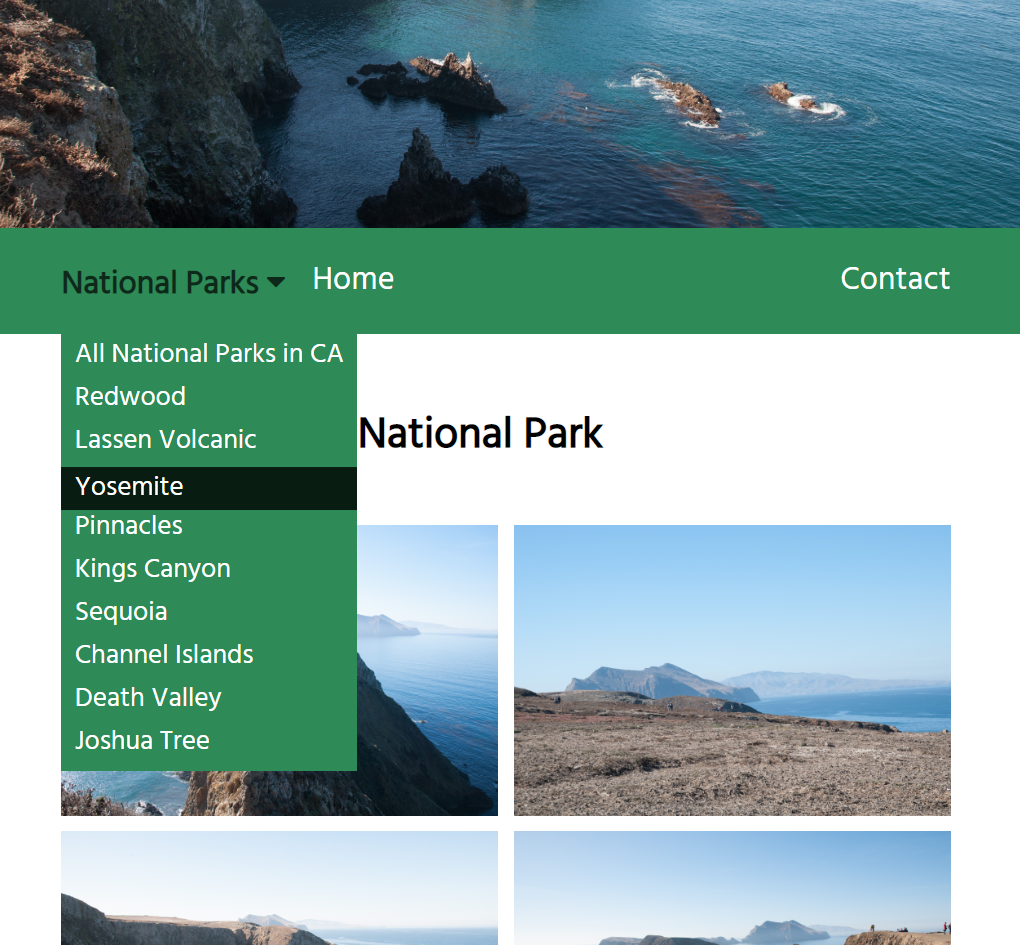 National Parks Home Contact
All National Parks in CA
Redwood
Lassen Volcanic
National Park
Yosemite
Pinnacles
Kings Canyon
Sequoia
Channel Islands
Death Valley
Joshua Tree